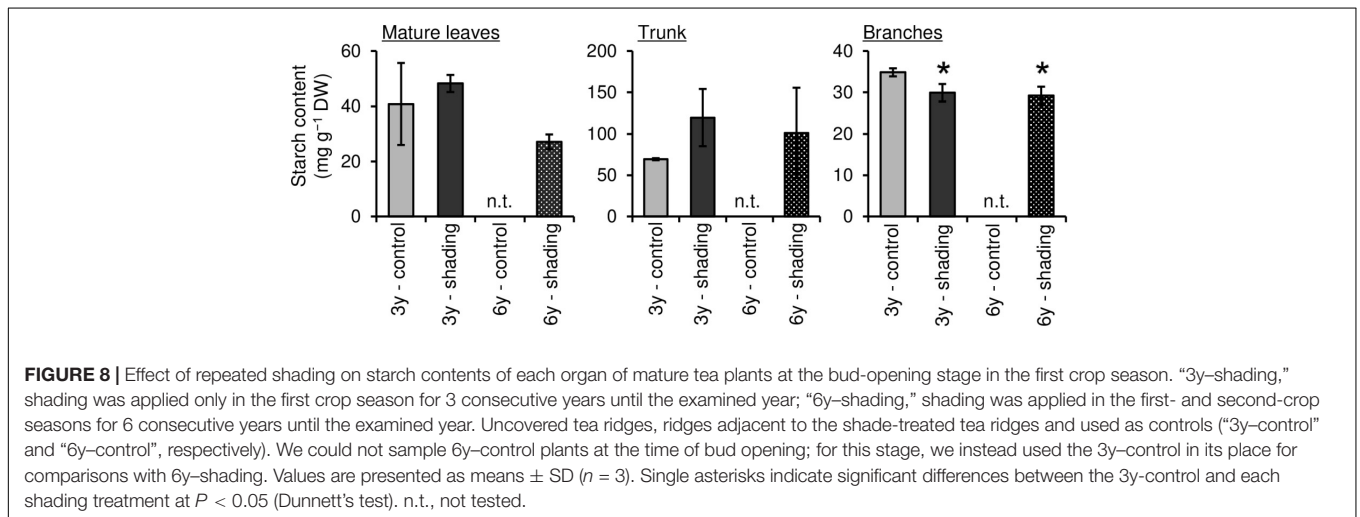 Mature leaves
Trunk
Branches
Starch content
(mg g⁻¹ DW)
60
40
20
0
n.t.
3y - control
3y - shading
6y - control
6y - shading
200
150
100
50
0
n.t.
3y - control
3y - shading
6y - control
6y - shading
40
30
20
10
0
*
*
n.t.
3y - control
3y - shading
6y - control
6y - shading
FIGURE 8 | Effect of repeated shading on starch contents of each organ of mature tea plants at the bud-opening stage in the first crop season. “3y–shading,”
shading was applied only in the first crop season for 3 consecutive years until the examined year; “6y–shading,” shading was applied in the first- and second-crop
seasons for 6 consecutive years until the examined year. Uncovered tea ridges, ridges adjacent to the shade-treated tea ridges and used as controls (“3y–control”
and “6y–control”, respectively). We could not sample 6y–control plants at the time of bud opening; for this stage, we instead used the 3y–control in its place for
comparisons with 6y–shading. Values are presented as means ± SD (n = 3). Single asterisks indicate significant differences between the 3y-control and each
shading treatment at P < 0.05 (Dunnett’s test). n.t., not tested.